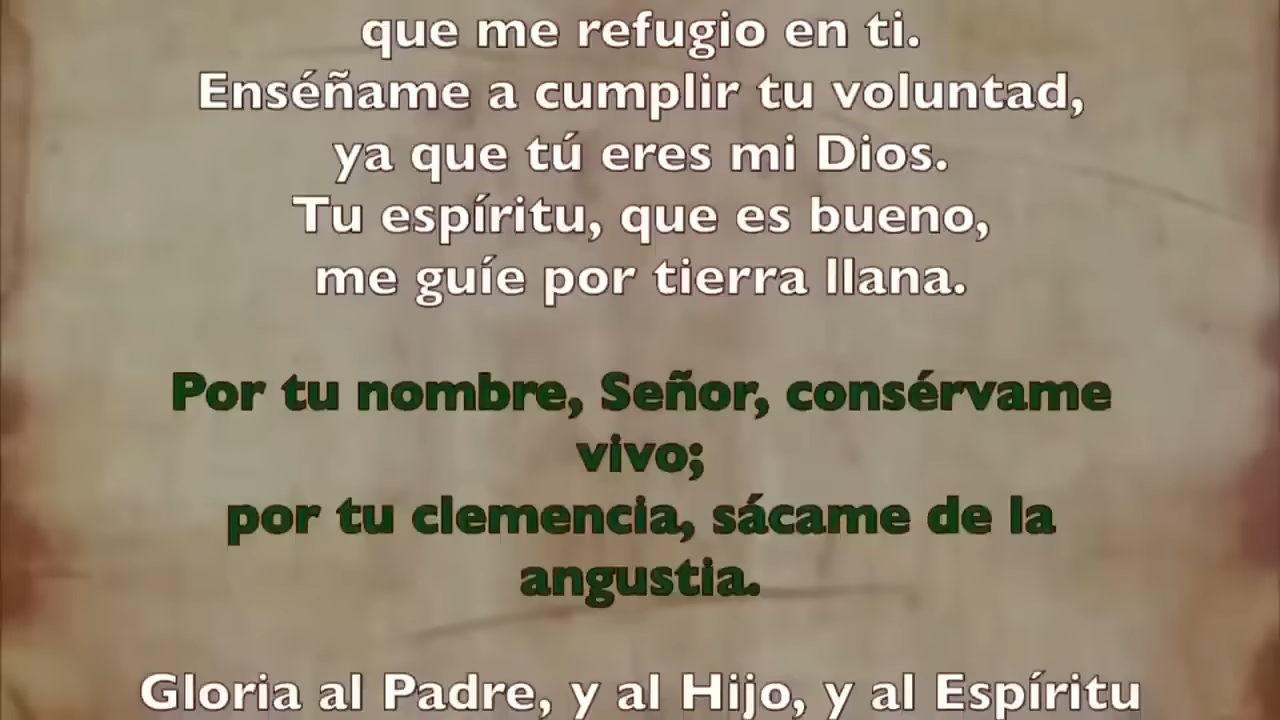 que me refugio en ti.
Enséñame a cumplir tu voluntad,
ya que tú eres mi Dios.
Tu espíritu, que es bueno,
me guíe por tierra llana.
Por tu nombre, Señor, consérvame
vivo;
por tu clemencia, sácame de la
angustia.
Gloria al Padre, y al Hijo, y al Espíritu